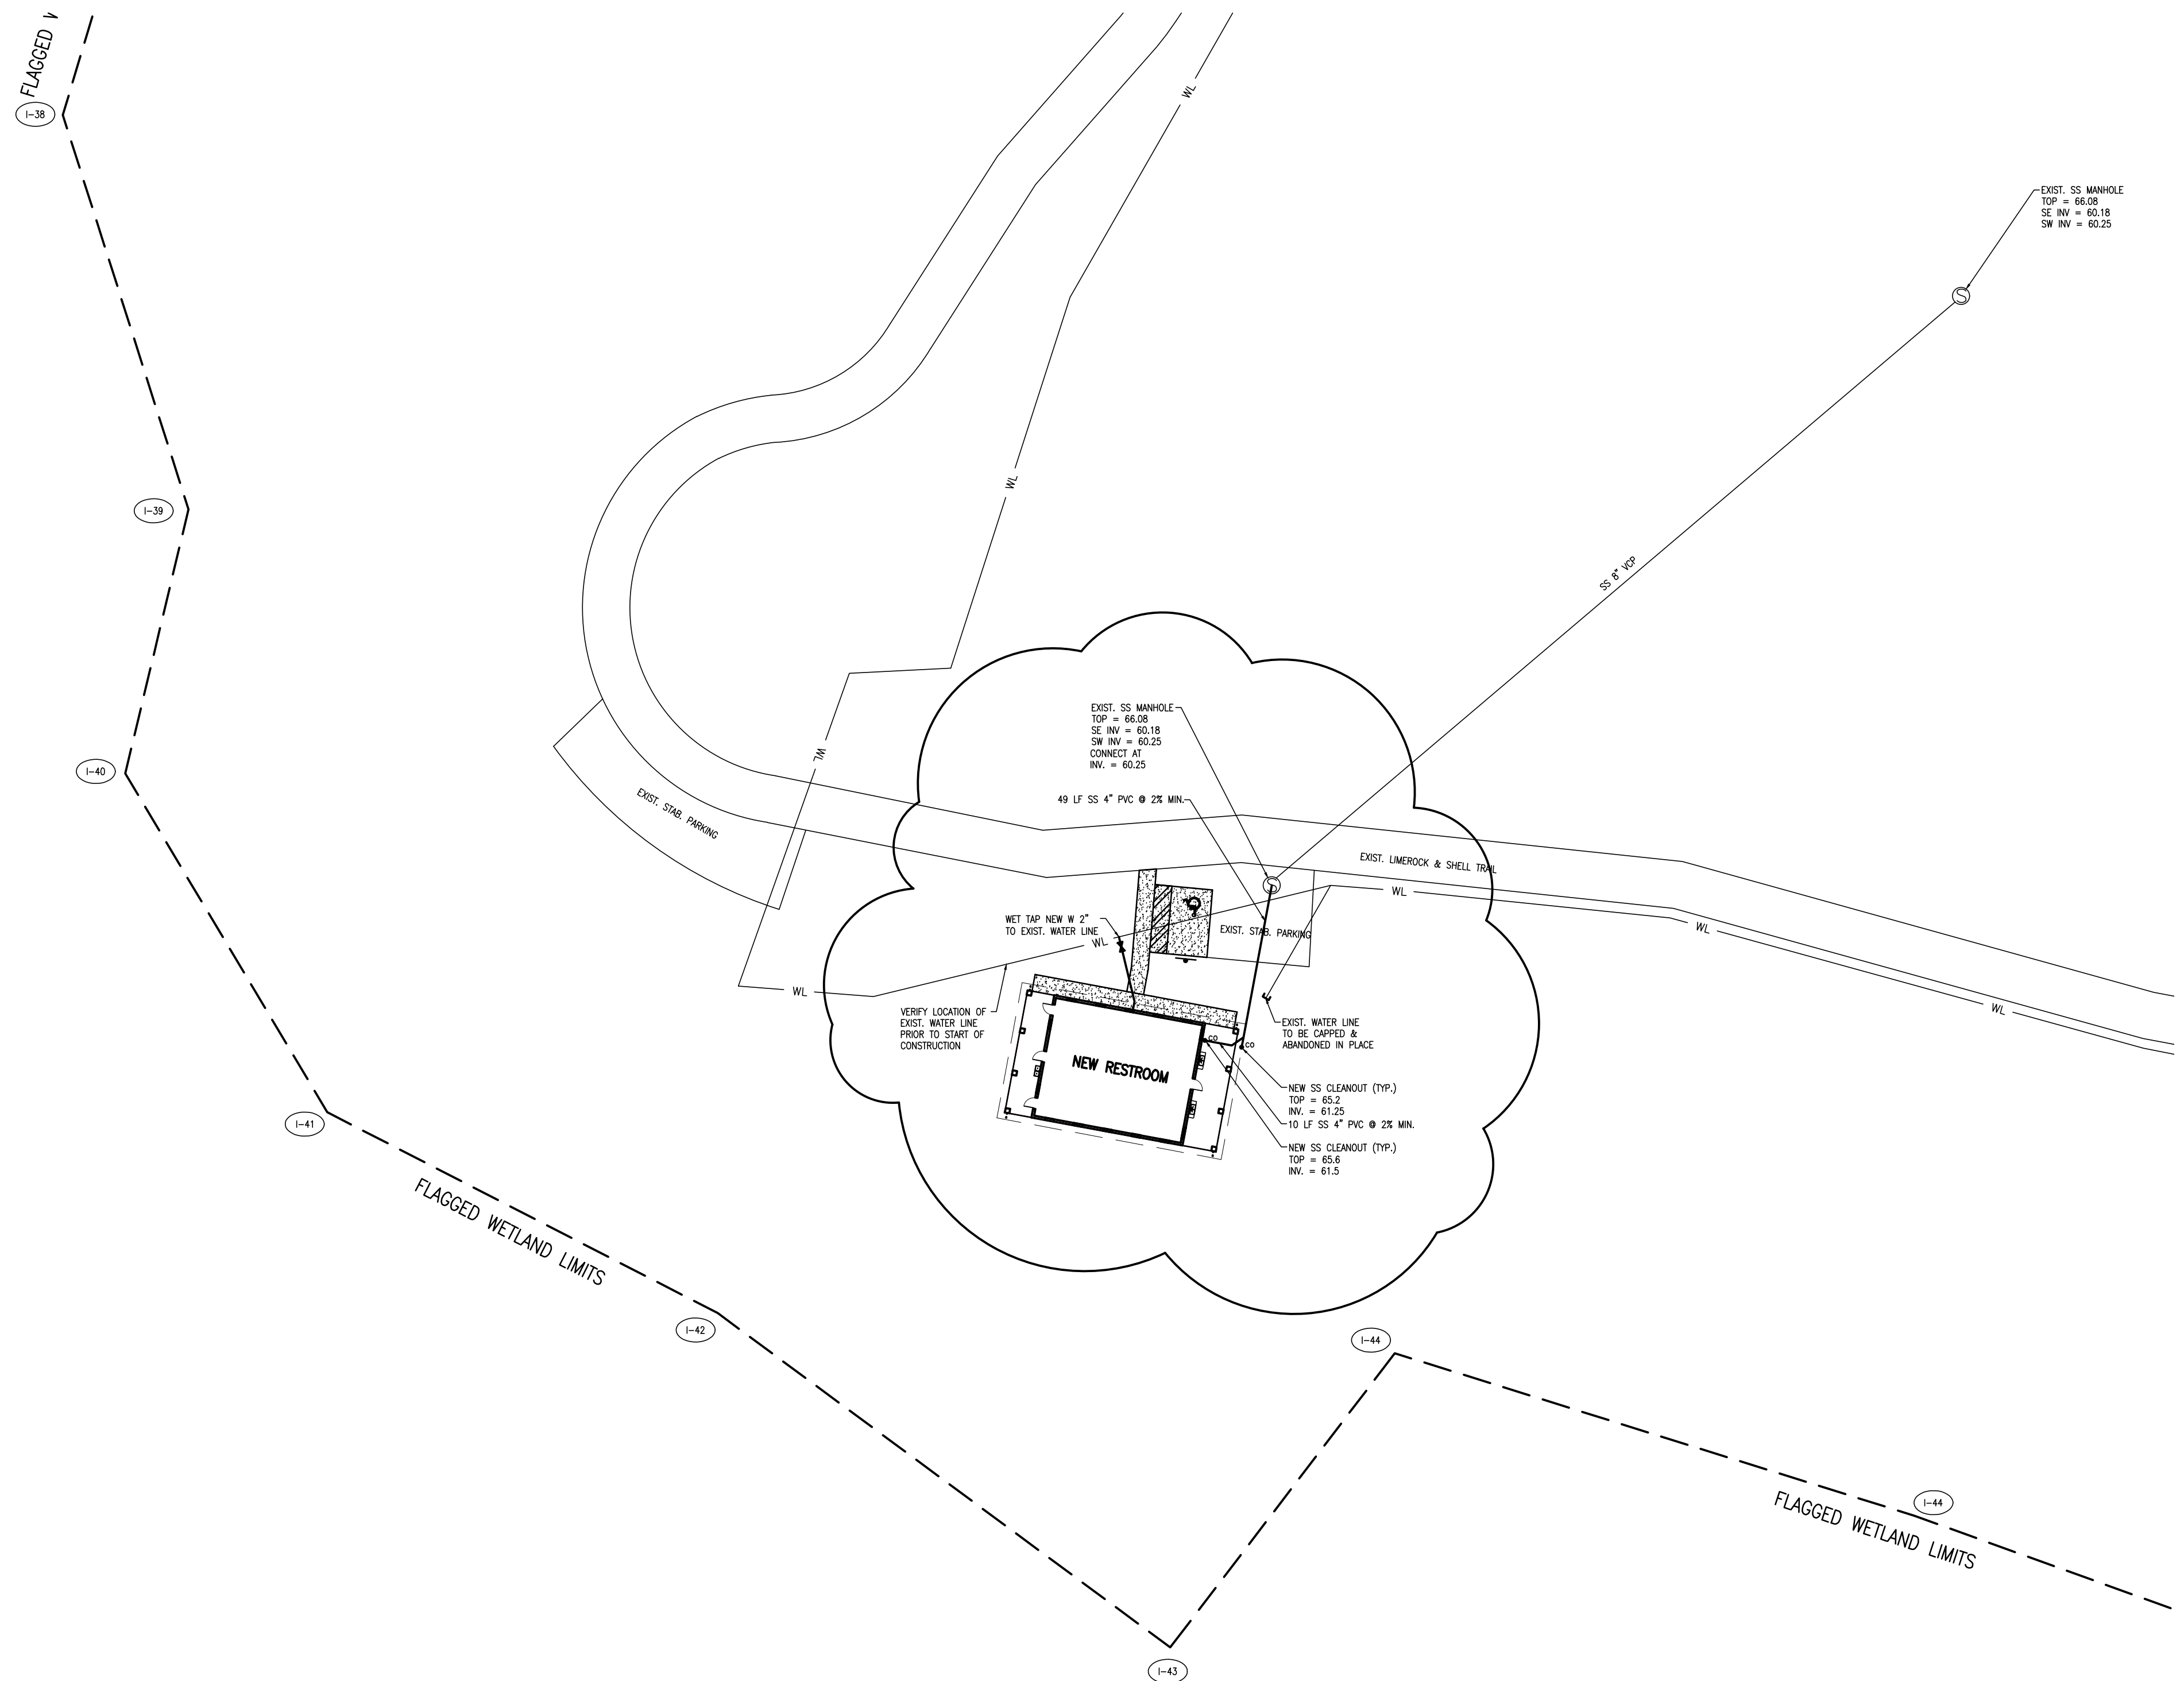 FLAGGED
I-38
WL
EXIST. SS MANHOLE
TOP = 66.08
SE INV = 60.18
SW INV = 60.25
WL
I-39
SS 8" VCP
EXIST. SS MANHOLE
TOP = 66.08
SE INV = 60.18
SW INV = 60.25
CONNECT AT
INV. = 60.25
WL
I-40
EXIST. STAB. PARKING
49 LF SS 4" PVC @ 2% MIN.
EXIST. LIMEROCK & SHELL TRAIL
WL
WET TAP NEW W 2"
TO EXIST. WATER LINE
WL
EXIST. STAB. PARKING
WL
WL
WL
VERIFY LOCATION OF
EXIST. WATER LINE
PRIOR TO START OF
CONSTRUCTION
EXIST. WATER LINE
TO BE CAPPED &
ABANDONED IN PLACE
CO
CO
NEW RESTROOM
NEW SS CLEANOUT (TYP.)
TOP = 65.2
INV. = 61.25
10 LF SS 4" PVC @ 2% MIN.
NEW SS CLEANOUT (TYP.)
TOP = 65.6
INV. = 61.5
I-41
FLAGGED WETLAND LIMITS
I-42
I-44
I-44
FLAGGED WETLAND LIMITS
I-43